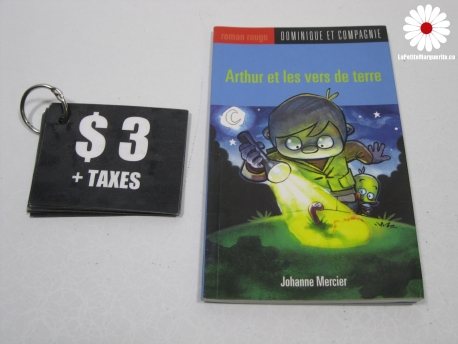 LaPetiteMarguerite.ca
roman rouge DOMINIQUE ET COMPAGNIE
Arthur et les vers de terre
$ 3
+ TAXES
Johanne Mercier